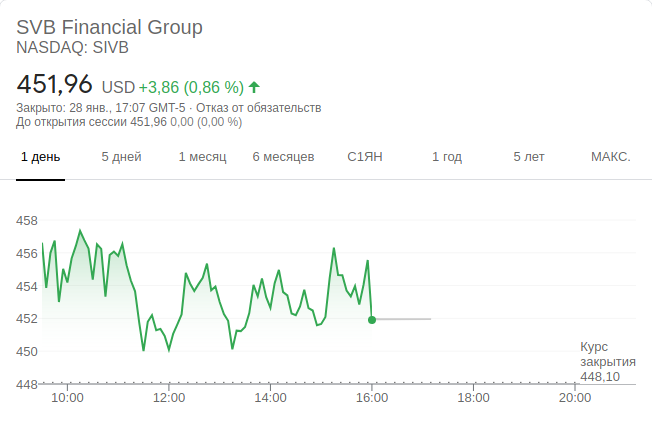 SVB Financial Group
NASDAQ: SIVB
451,96 USD +3,86 (0,86 %)
Закрыто: 28 янв., 17:07 GMT-5 · Отказ от обязательств
До открытия сессии 451,96 0,00 (0,00 %)
1 день 5 дней 1 месяц 6 месяцев С1ЯН 1 год 5 лет МАКС.
458
456
454
452
450
Курс
закрытия
448,10
448
10:00 12:00 14:00 16:00 18:00 20:00